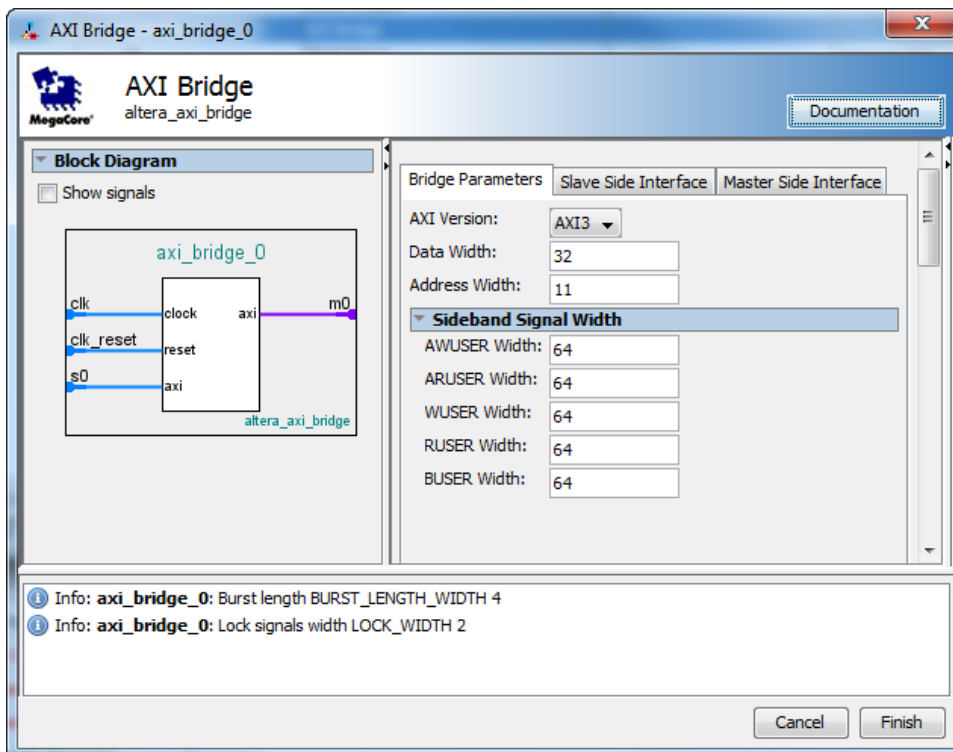 AXI Bridge - axi_bridge_0
AXI Bridge
altera_axi_bridge
MegaCore®
Documentation
Block Diagram
Show signals
axi_bridge_0
clk
clock
axi
m0
clk_reset
reset
s0
axi
altera_axi_bridge
Bridge Parameters
Slave Side Interface
Master Side Interface
AXI Version: AXI3
Data Width: 32
Address Width: 11
Sideband Signal Width
AWUSER Width: 64
ARUSER Width: 64
WUSER Width: 64
RUSER Width: 64
BUSER Width: 64
Info: axi_bridge_0: Burst length BURST_LENGTH_WIDTH 4
Info: axi_bridge_0: Lock signals width LOCK_WIDTH 2
Cancel
Finish